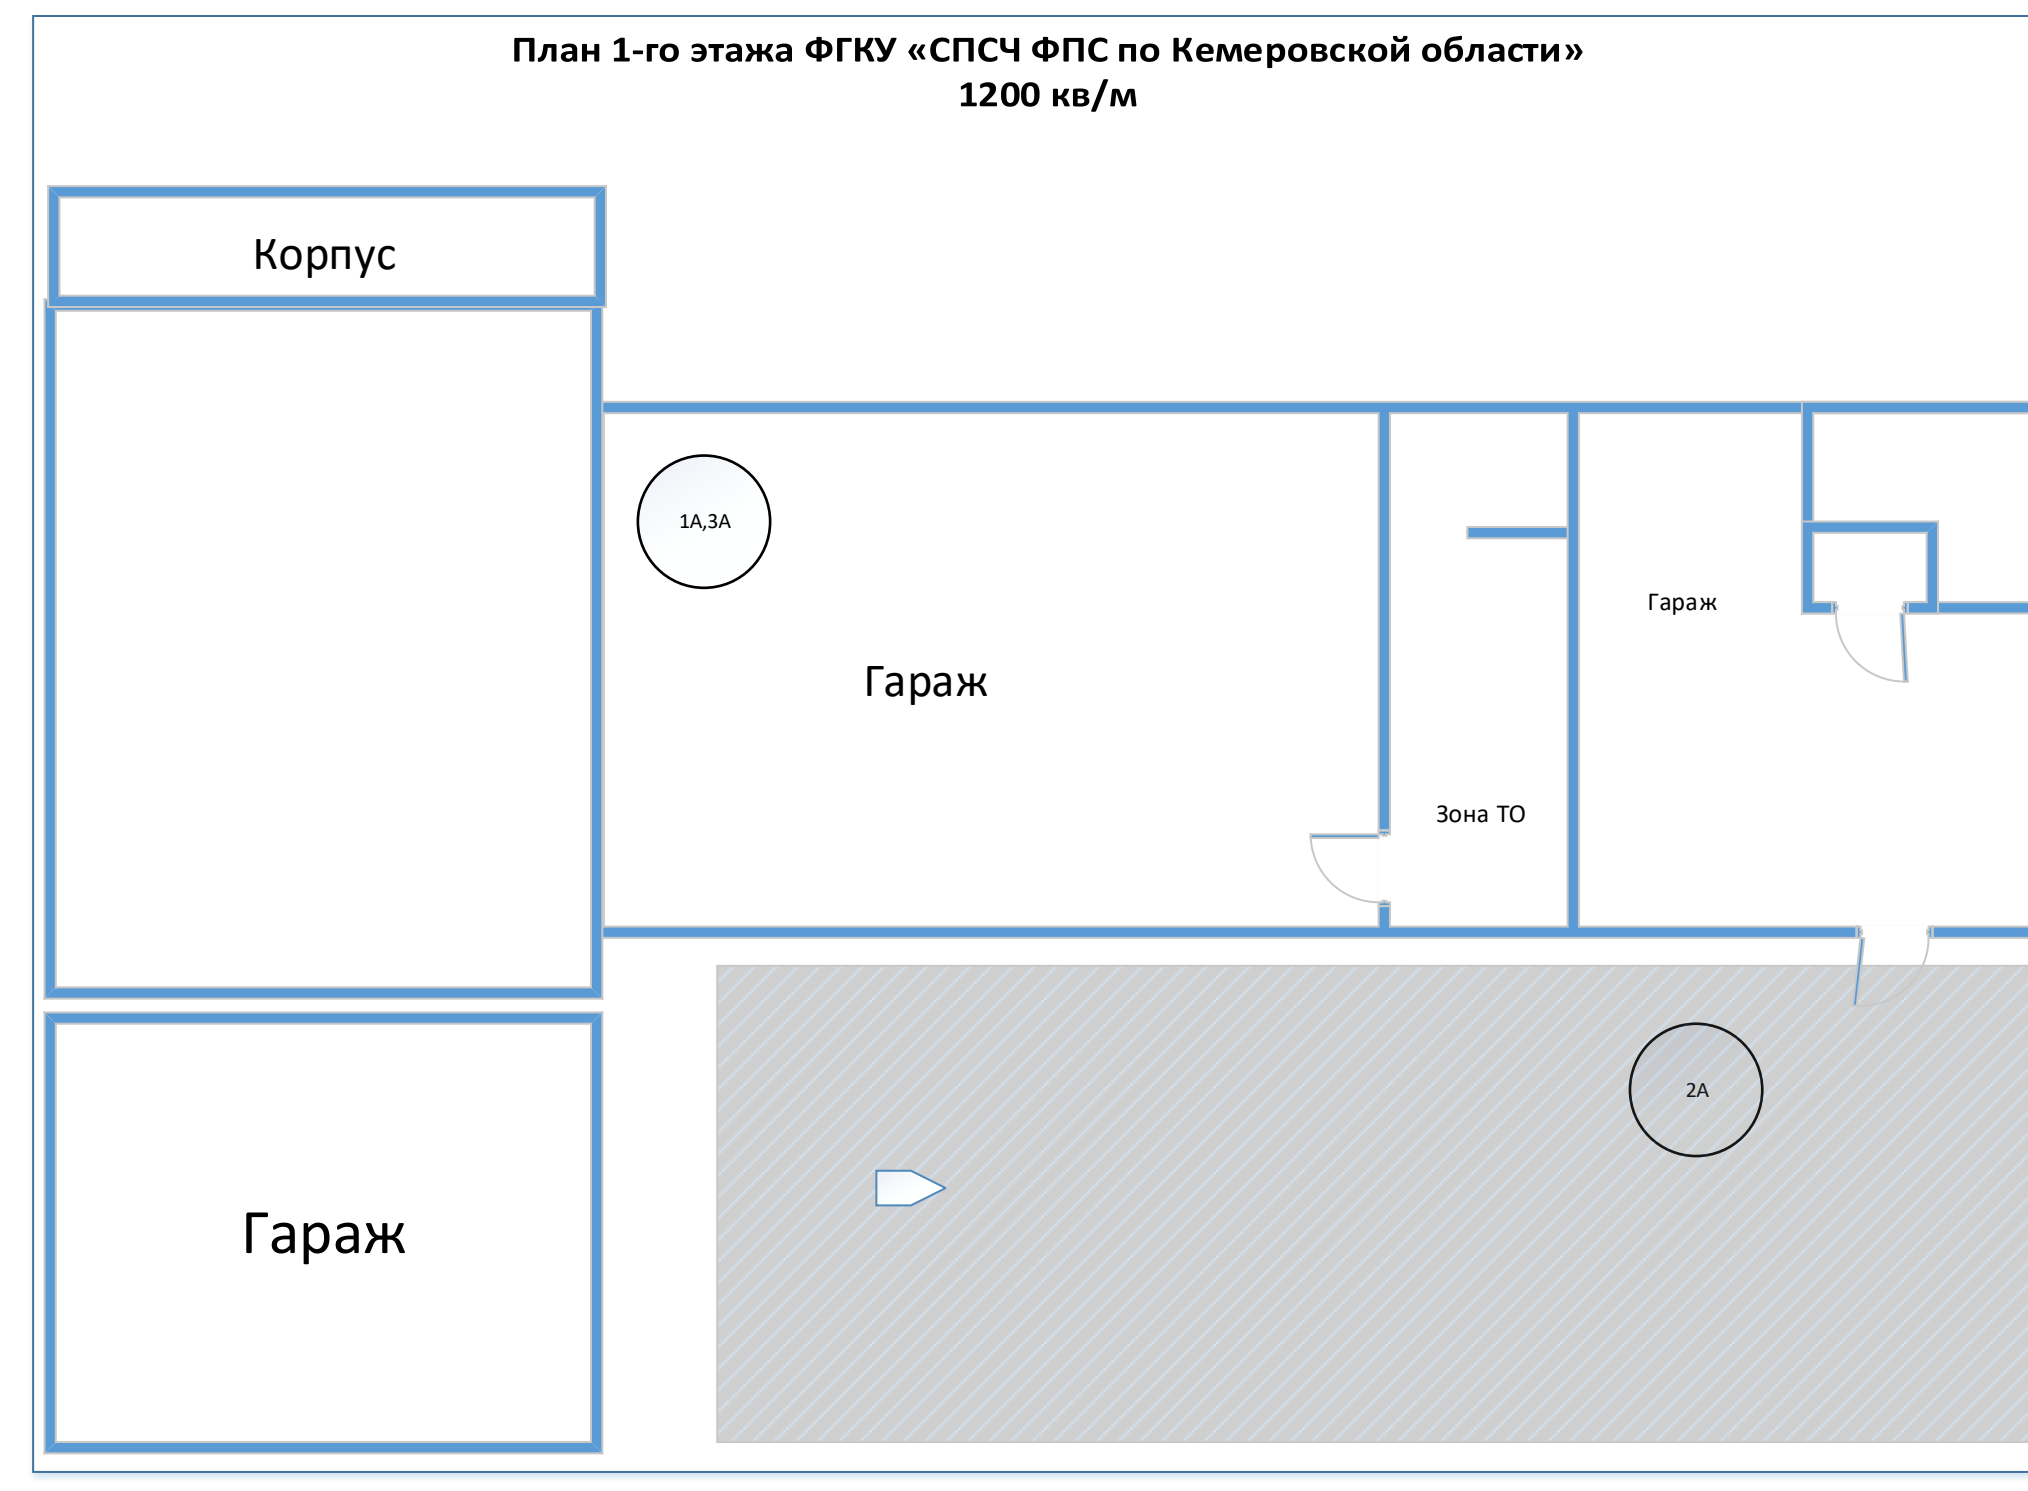 План 1-го этажа ФГКУ «СПСЧ ФПС по Кемеровской области»
1200 кв/м
Корпус
1А,3А
Гараж
Гараж
Зона ТО
2А
Гараж